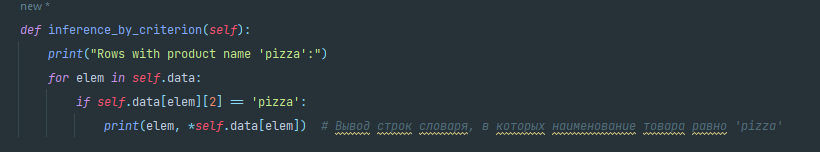 new *
def inference_by_criterion(self):
print("Rows with product name 'pizza':")
for elem in self.data:
if self.data[elem][2] == 'pizza':
print(elem, *self.data[elem])  # Вывод строк словаря, в которых наименование товара равно 'pizza'